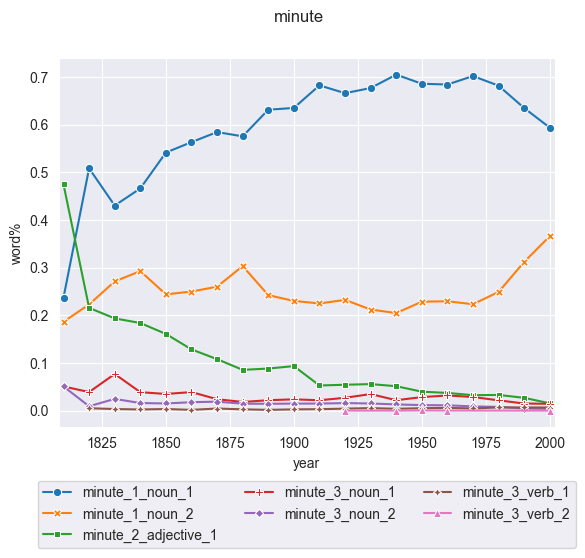 minute
0.7
0.6
0.5
0.4
0.3
0.2
0.1
0.0
word%
1825 1850 1875 1900 1925 1950 1975 2000
year
minute_1_noun_1 minute_3_noun_1 minute_3_verb_1
minute_1_noun_2 minute_3_noun_2 minute_3_verb_2
minute_2_adjective_1